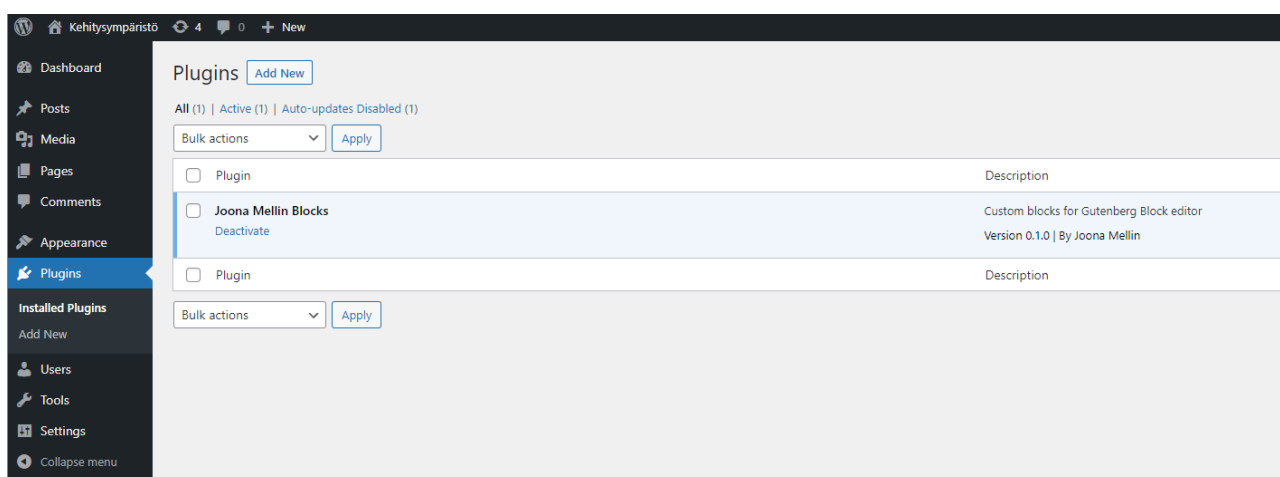 Kehitysympäristö 4 0 New
Dashboard
Posts
Media
Pages
Comments
Appearance
Plugins
Installed Plugins
Add New
Users
Tools
Settings
Collapse menu
Plugins Add New
All (1) | Active (1) | Auto-updates Disabled (1)
Bulk actions Apply
Plugin Description
Joona Mellin Blocks Custom blocks for Gutenberg Block editor
Deactivate Version 0.1.0 | By Joona Mellin
Plugin Description
Bulk actions Apply